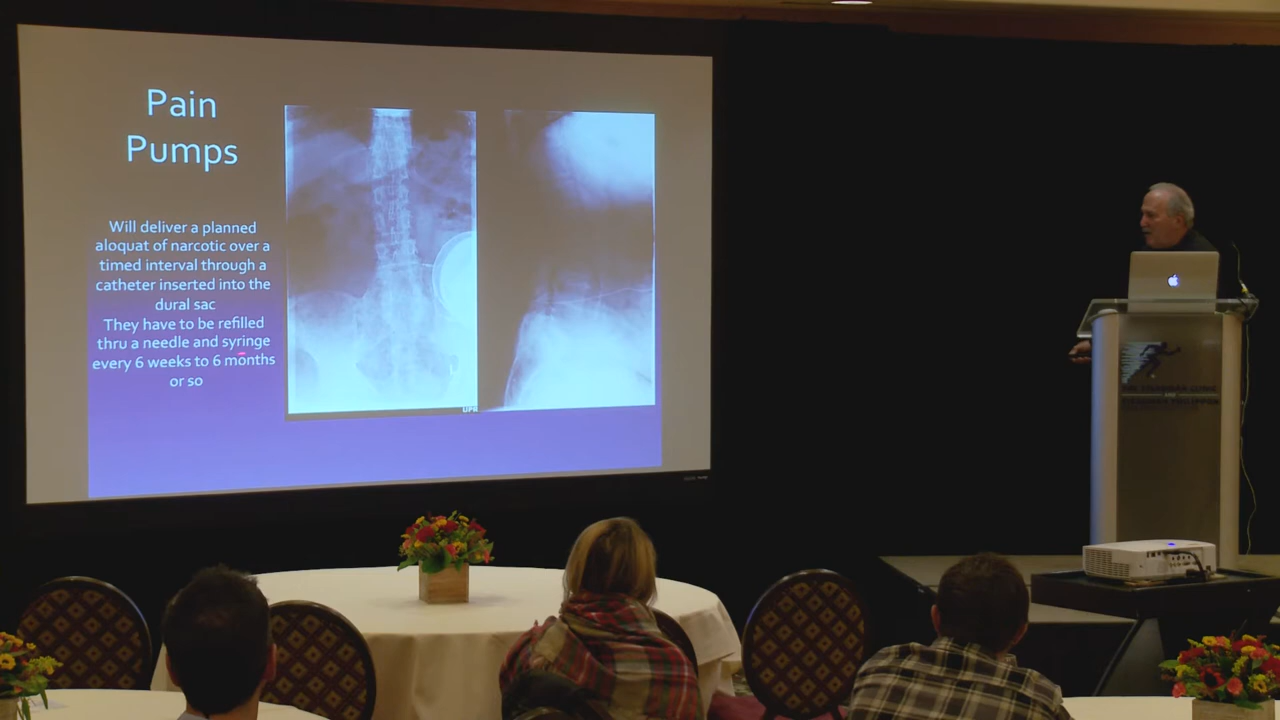 Pain
Pumps
Will deliver a planned
aloquat of narcotic over a
timed interval through a
catheter inserted into the
dural sac
They have to be refilled
thru a needle and syringe
every 6 weeks to 6 months
or so